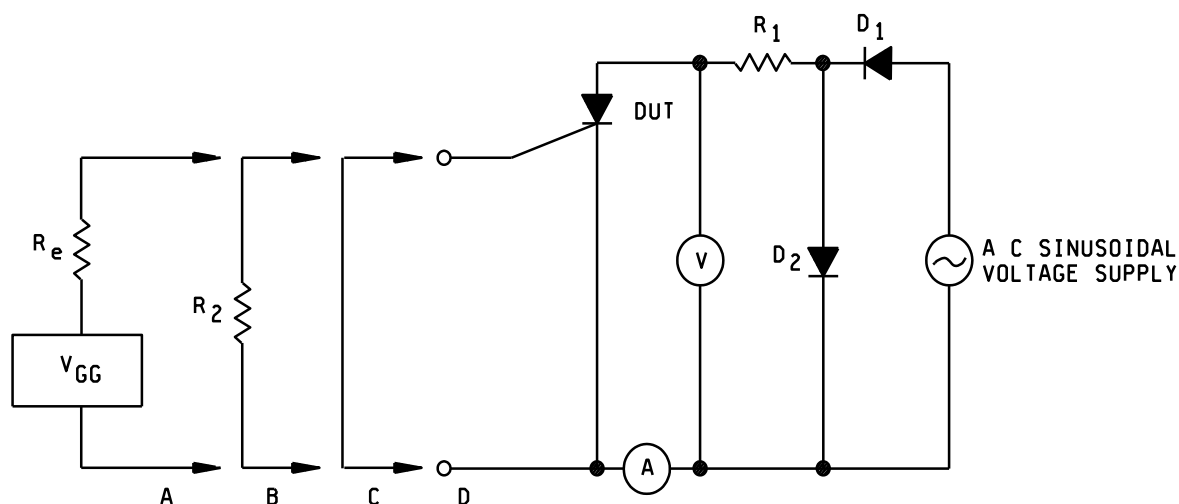 R1
D1
DUT
Re
R2
VGG
V
D2
A C SINUSOIDAL
VOLTAGE SUPPLY
A
A
B
C
D